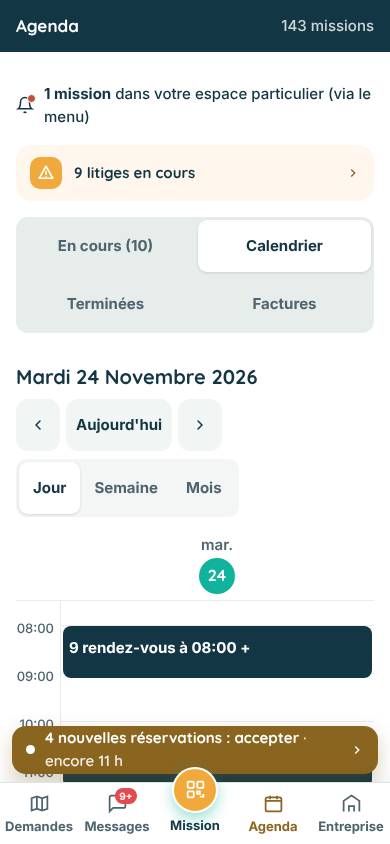 Agenda
143 missions
1 mission dans votre espace particulier (via le
menu)
9 litiges en cours
En cours (10)
Calendrier
Terminées
Factures
Mardi 24 Novembre 2026
Aujourd'hui
Jour
Semaine
Mois
mar.
24
08:00
9 rendez-vous à 08:00 +
09:00
10:00
4 nouvelles réservations : accepter ·
encore 11 h
9+
Demandes
Messages
Mission
Agenda
Entreprise